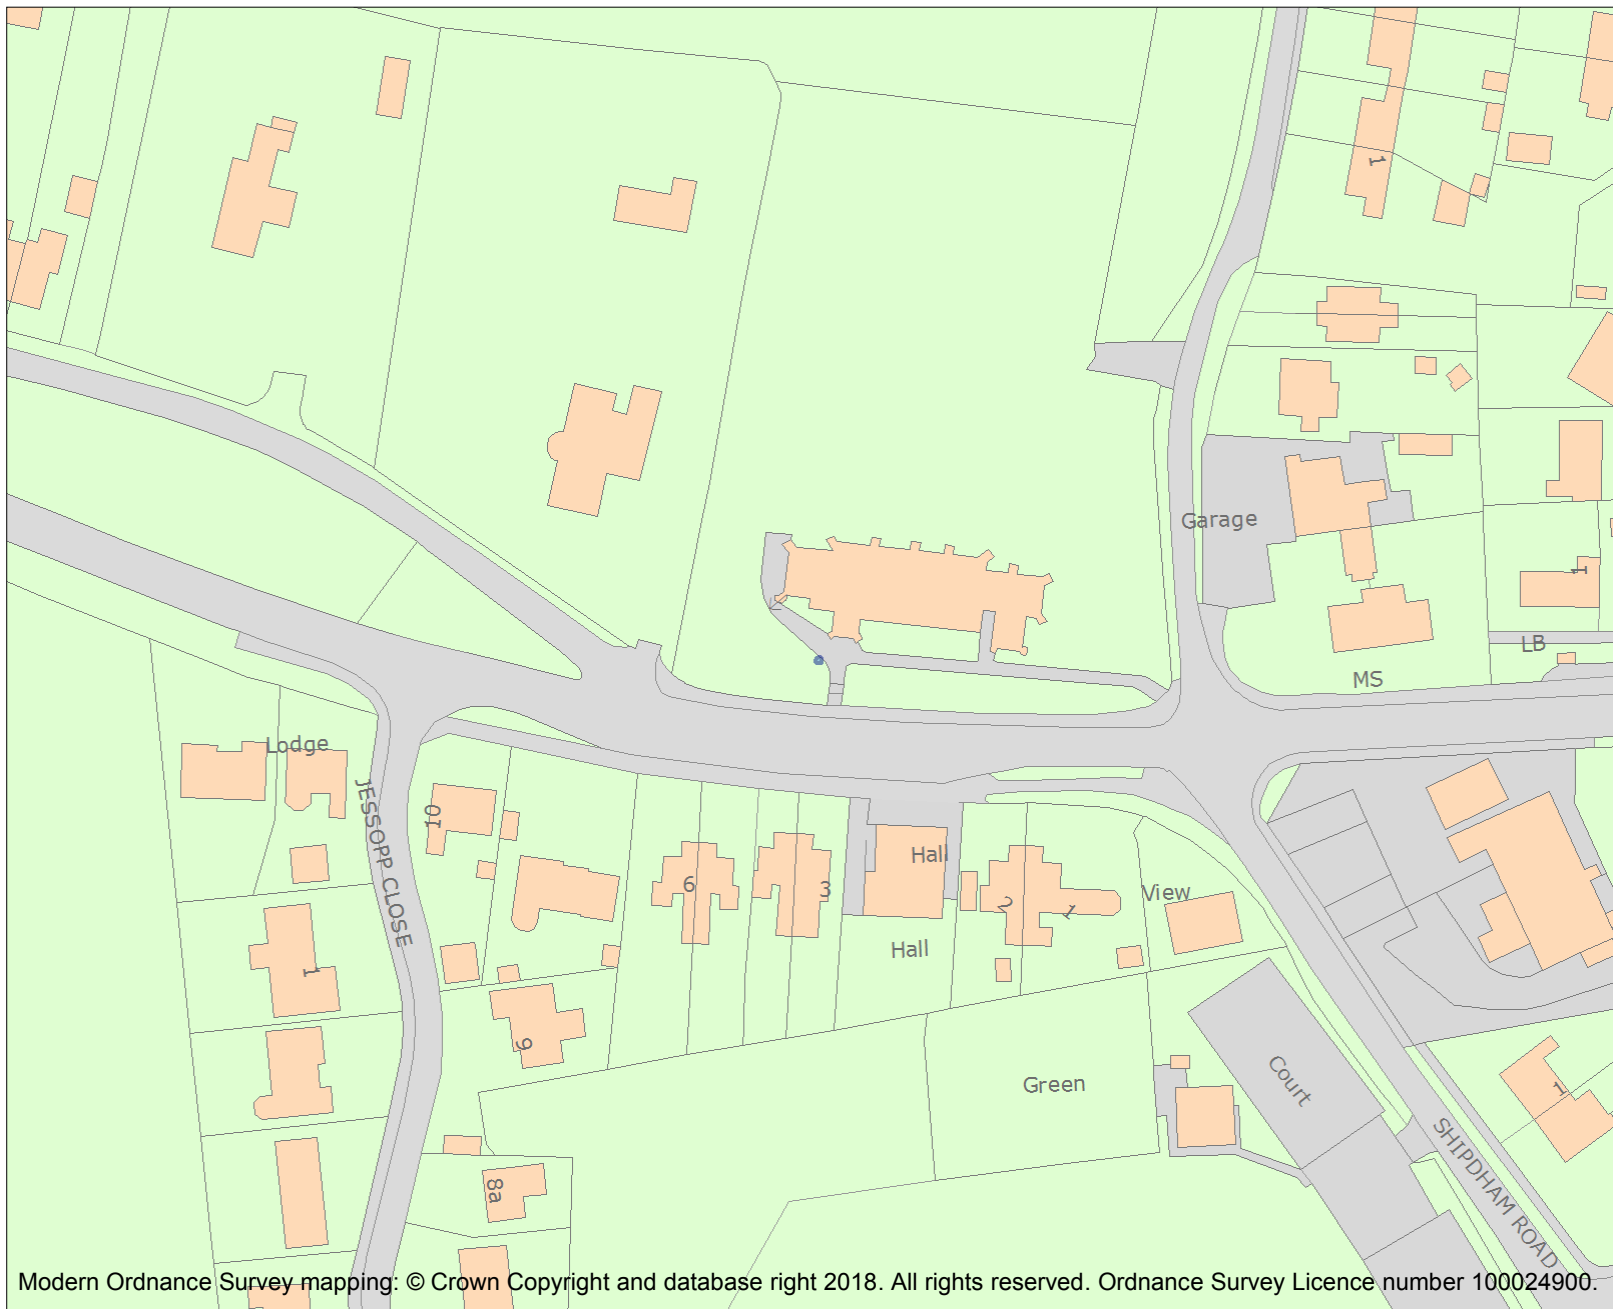 1
Garage
1
LB
MS
Lodge
JESSOPP CLOSE
10
6
3
Hall
2
1
View
Hall
1
9
Green
Court
1
SHIPDHAM ROAD
8a
Modern Ordnance Survey mapping: © Crown Copyright and database right 2018. All rights reserved. Ordnance Survey Licence number 100024900.